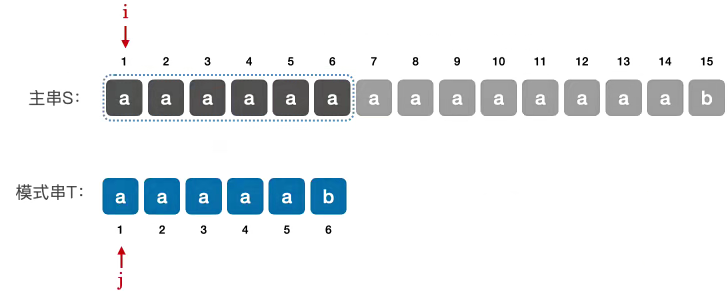 i
1 2 3 4 5 6 7 8 9 10 11 12 13 14 15
主串S: a a a a a a a a a a a a a a b
模式串T: a a a a a b
1 2 3 4 5 6
j